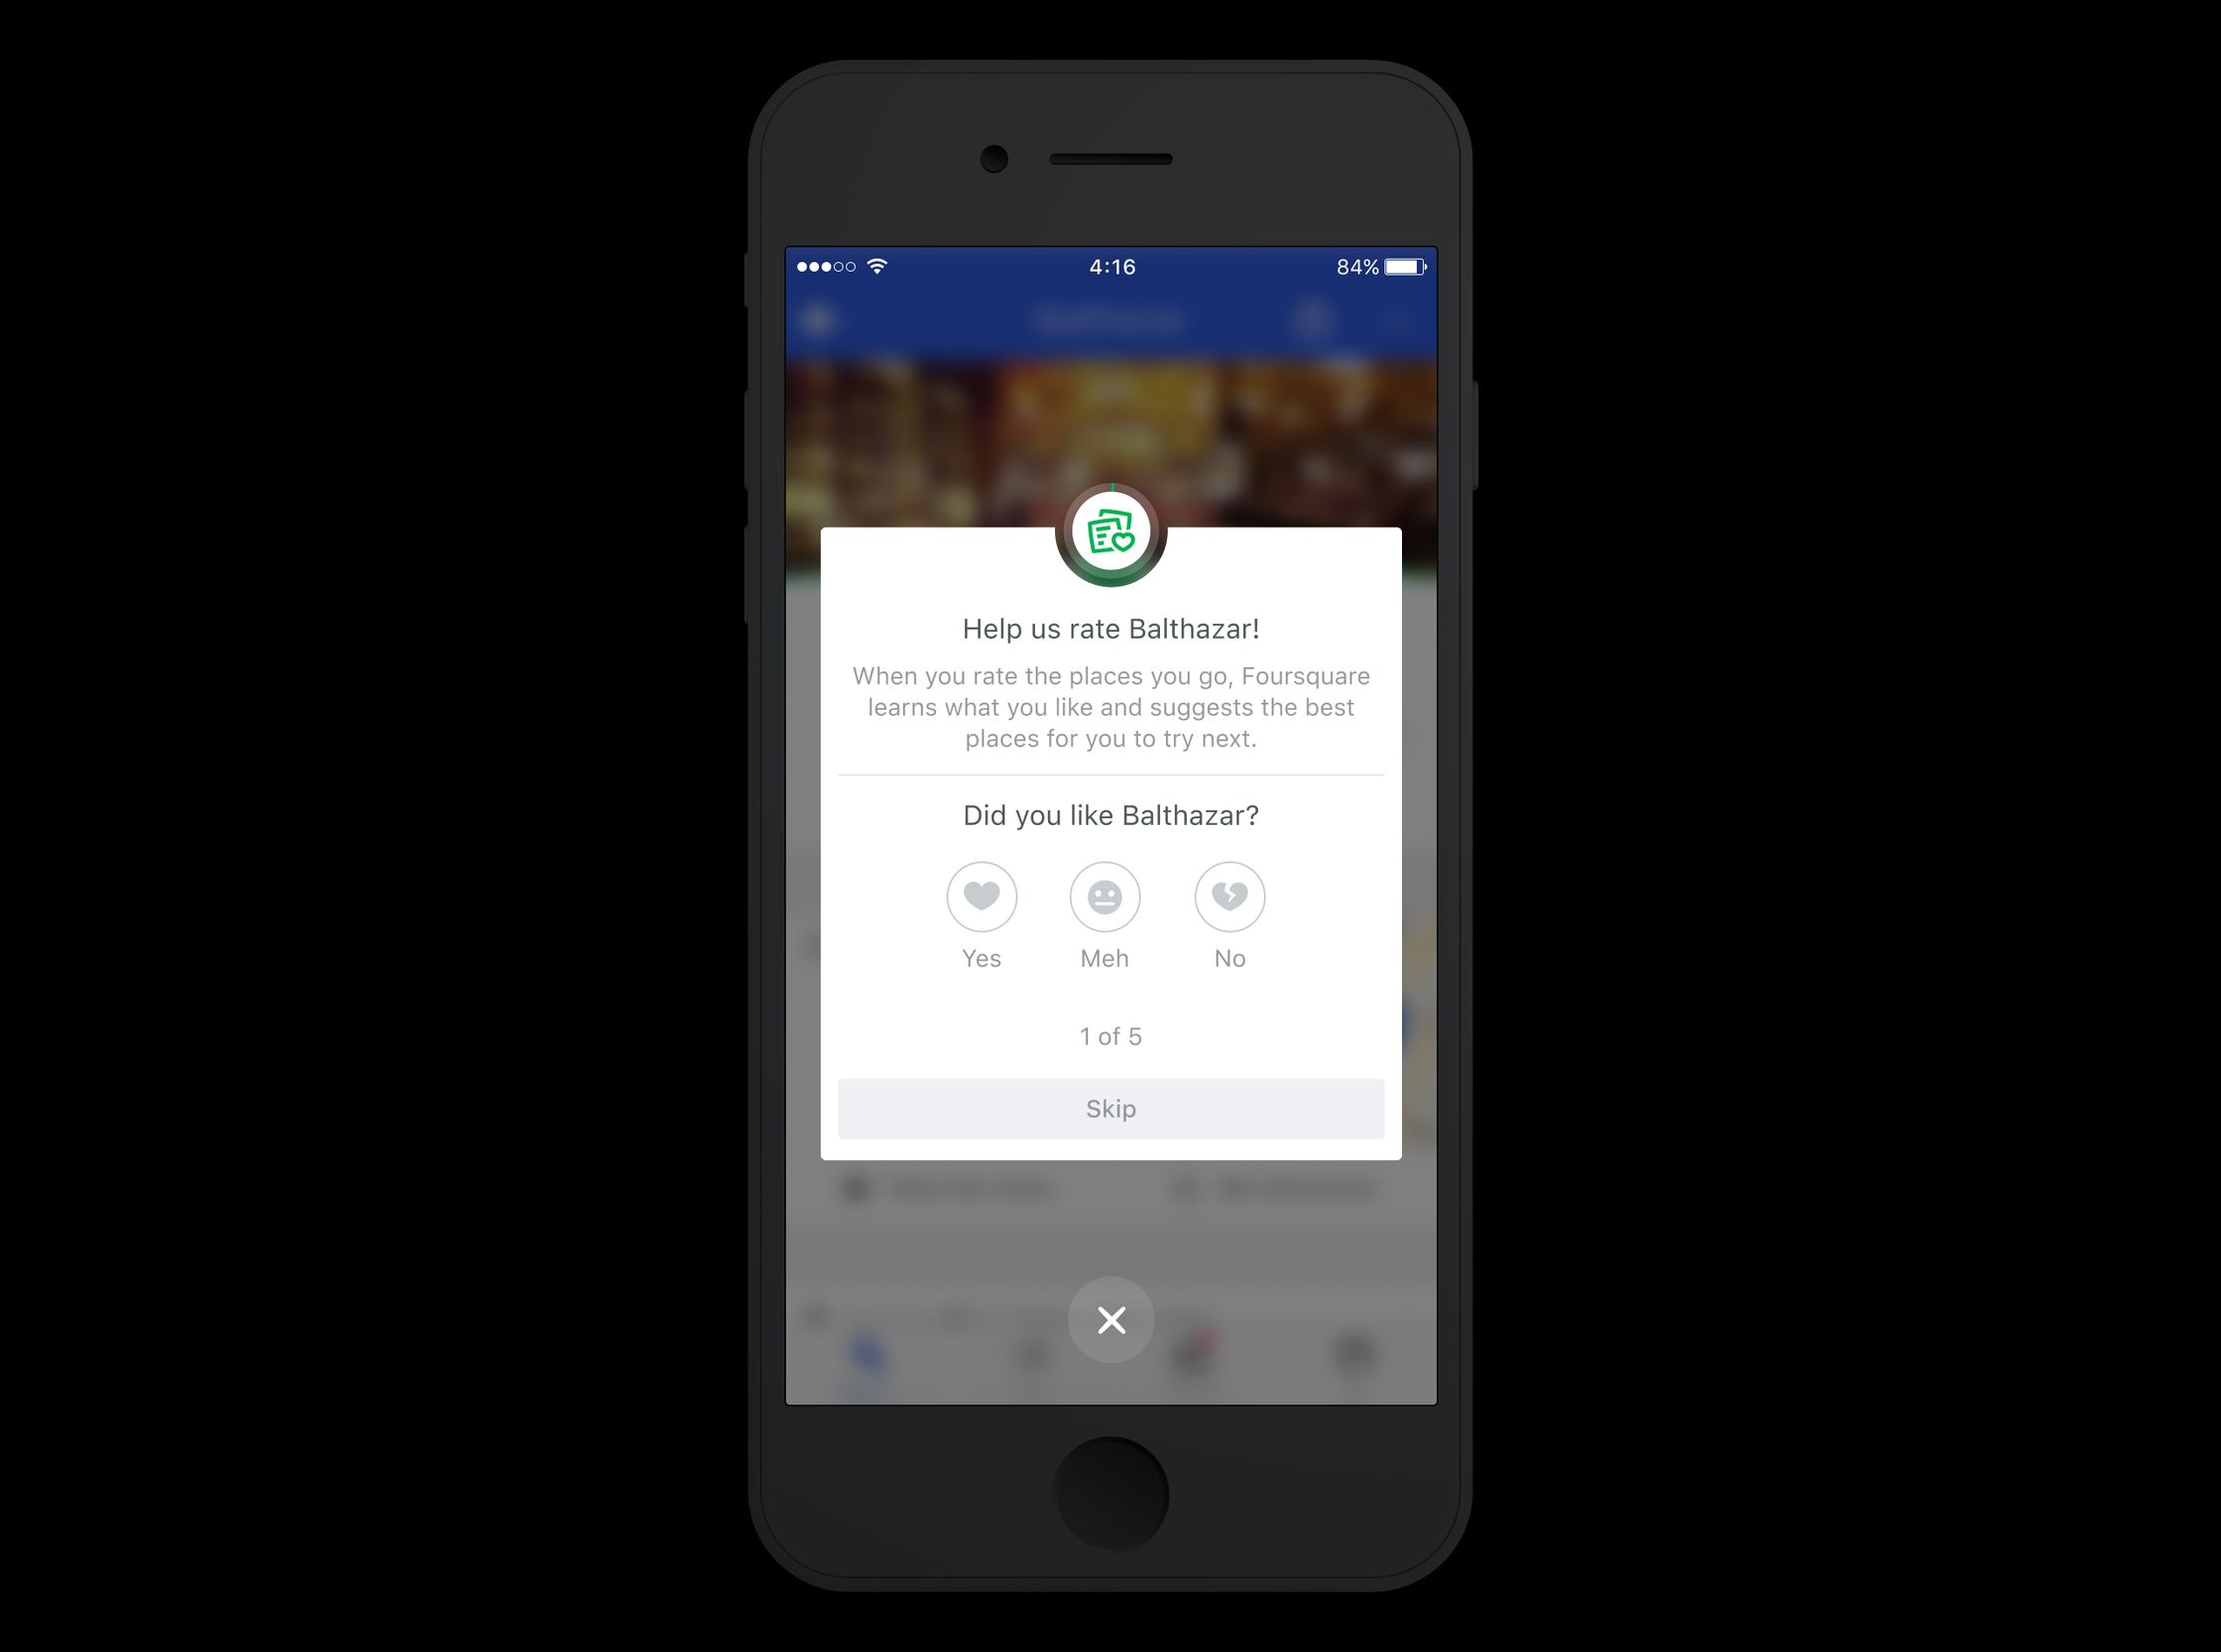 4:16
84%
Help us rate Balthazar!
When you rate the places you go, Foursquare
learns what you like and suggests the best
places for you to try next.
Did you like Balthazar?
Yes Meh No
1 of 5
Skip